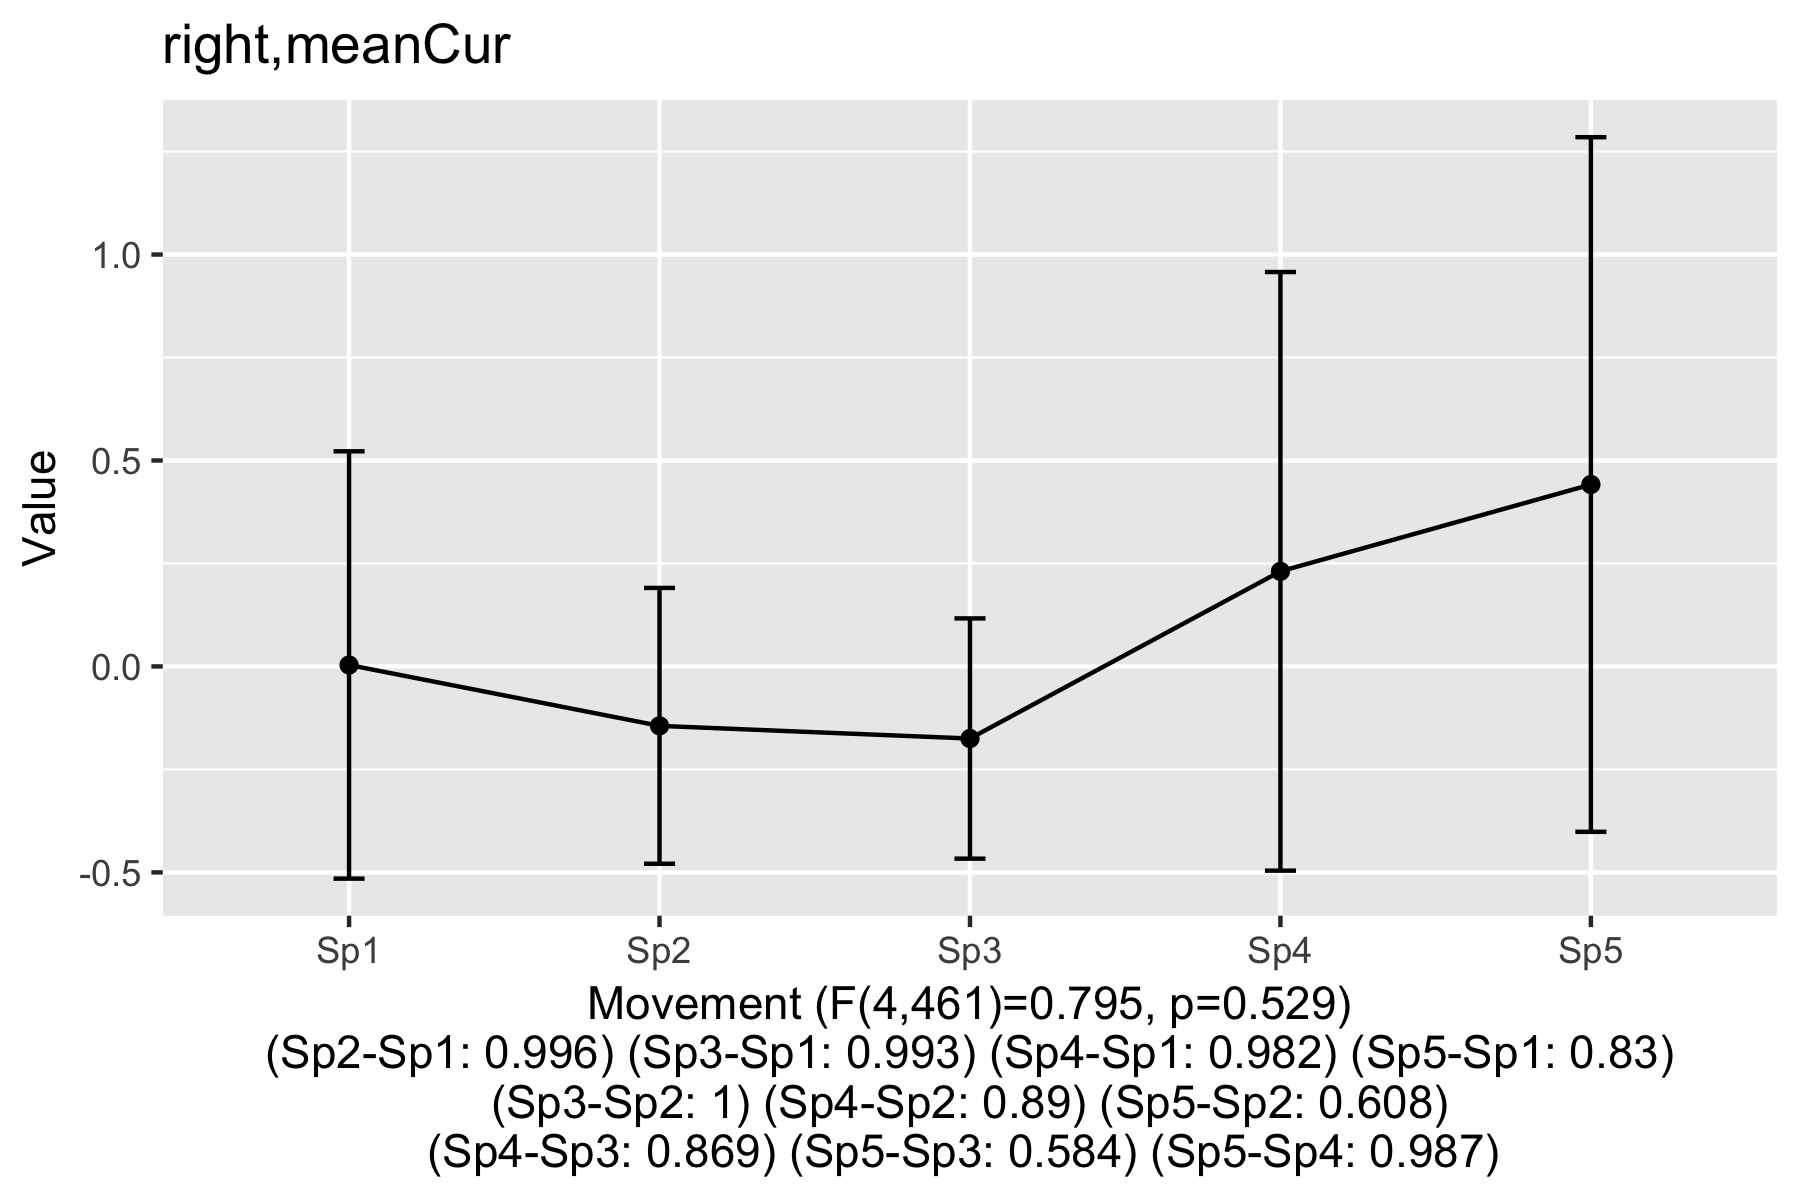 right,meanCur
Value
1.0
0.5
0.0
-0.5
Sp1 Sp2 Sp3 Sp4 Sp5
Movement (F(4,461)=0.795, p=0.529)
(Sp2-Sp1: 0.996) (Sp3-Sp1: 0.993) (Sp4-Sp1: 0.982) (Sp5-Sp1: 0.83)
(Sp3-Sp2: 1) (Sp4-Sp2: 0.89) (Sp5-Sp2: 0.608)
(Sp4-Sp3: 0.869) (Sp5-Sp3: 0.584) (Sp5-Sp4: 0.987)